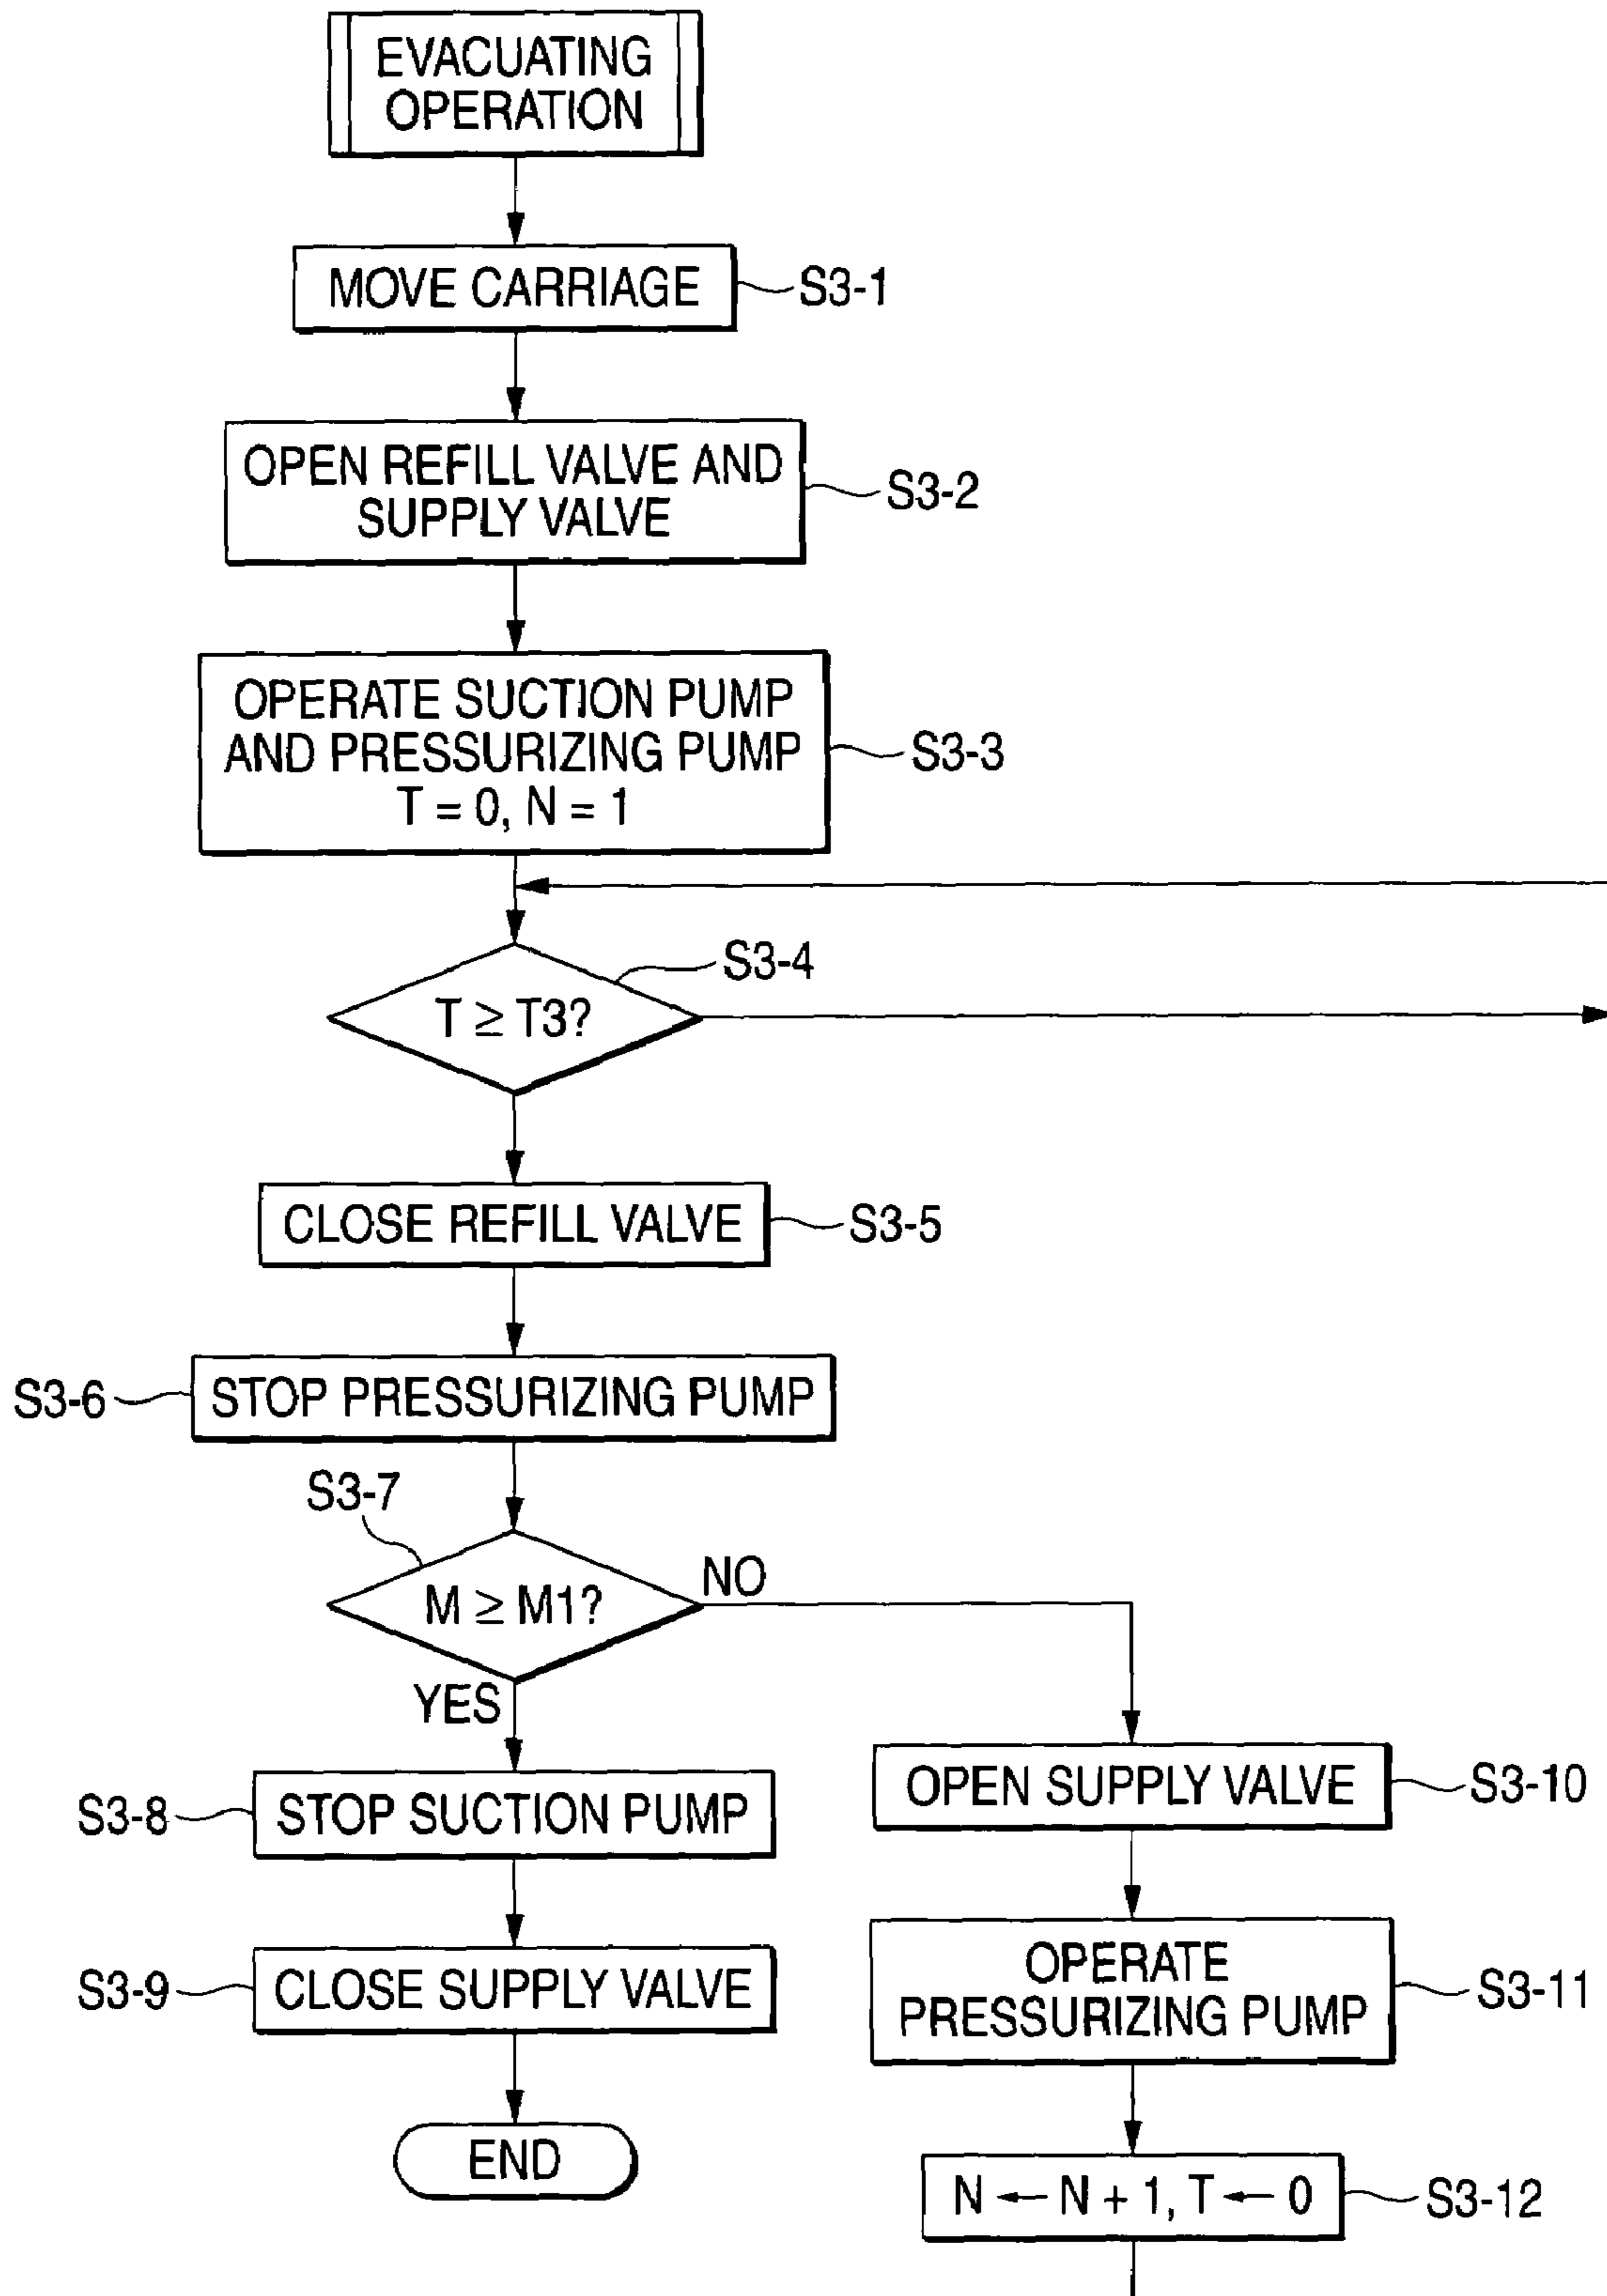 EVACUATING
OPERATION
MOVE CARRIAGE
S3-1
OPEN REFILL VALVE AND
SUPPLY VALVE
S3-2
OPERATE SUCTION PUMP
AND PRESSURIZING PUMP
T = 0, N = 1
S3-3
S3-4
T ≥ T3?
CLOSE REFILL VALVE
S3-5
S3-6
STOP PRESSURIZING PUMP
S3-7
M ≥ M1?
NO
YES
S3-8
STOP SUCTION PUMP
S3-9
CLOSE SUPPLY VALVE
END
OPEN SUPPLY VALVE
S3-10
OPERATE
PRESSURIZING PUMP
S3-11
N ← N + 1, T ← 0
S3-12